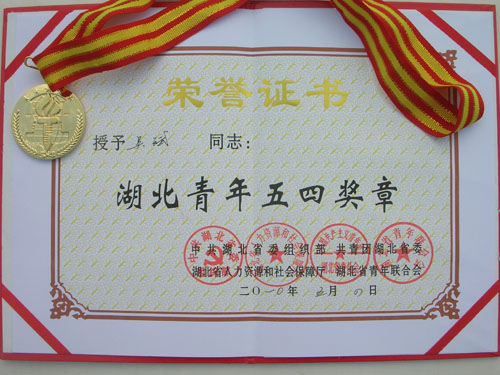 荣誉证书
授予吴斌 同志：
湖北青年五四奖章
中共湖北省委组织部 共青团湖北省委
湖北省人力资源和社会保障厅 湖北省青年联合会
二〇一〇年五月 日